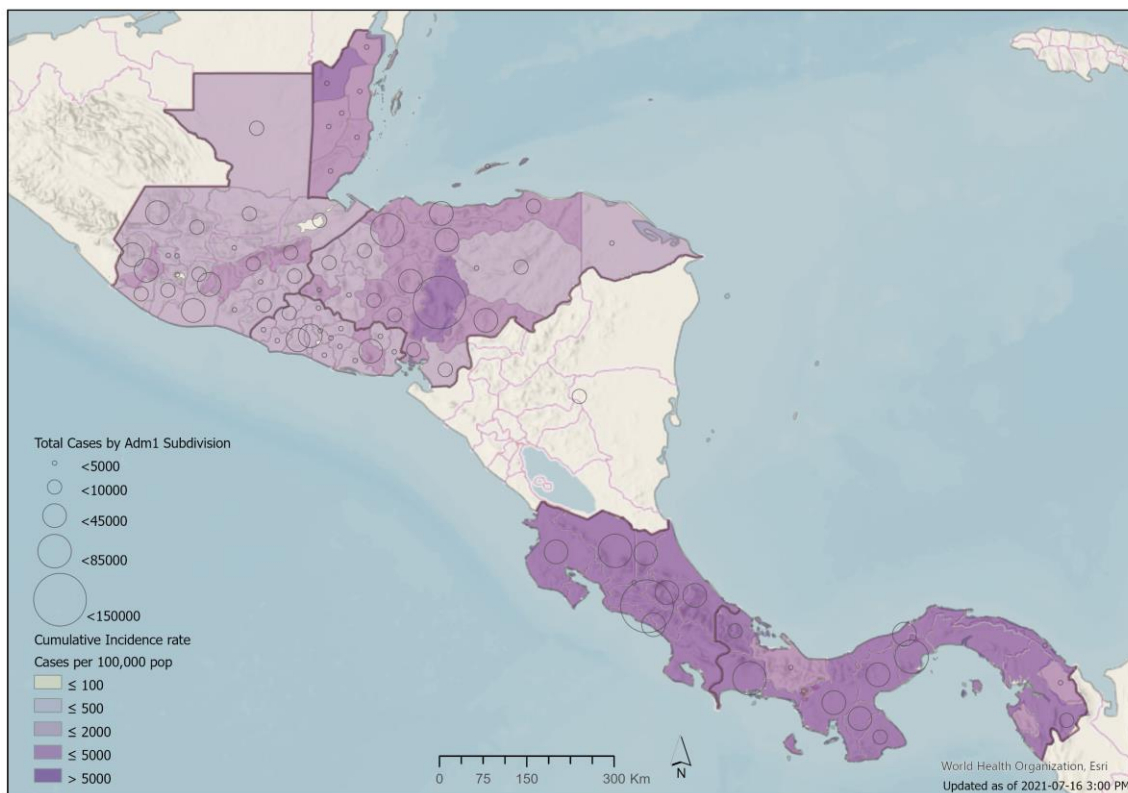 Total Cases by Adm1 Subdivision
<5000
<10000
<45000
<85000
<150000
Cumulative Incidence rate
Cases per 100,000 pop
≤ 100
≤ 500
≤ 2000
≤ 5000
> 5000
0 75 150 300 Km
N
World Health Organization, Esri
Updated as of 2021-07-16 3:00 PM